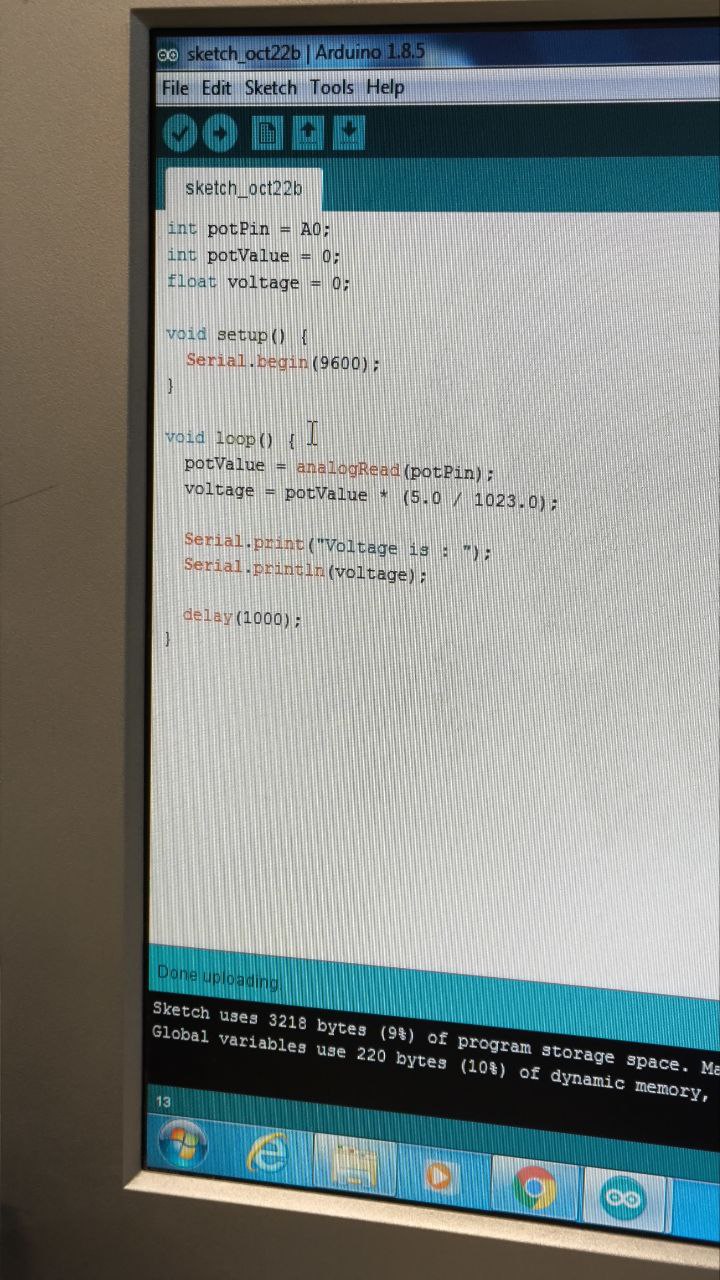 sketch_oct22b | Arduino 1.8.5
File Edit Sketch Tools Help
sketch_oct22b
int potPin = A0;
int potValue = 0;
float voltage = 0;
void setup() {
Serial.begin(9600);
}
void loop() {
potValue = analogRead(potPin);
voltage = potValue * (5.0 / 1023.0);
Serial.print("Voltage is : ");
Serial.println(voltage);
delay(1000);
}
Done uploading.
Sketch uses 3218 bytes (9%) of program storage space. Ma
Global variables use 220 bytes (10%) of dynamic memory,
13